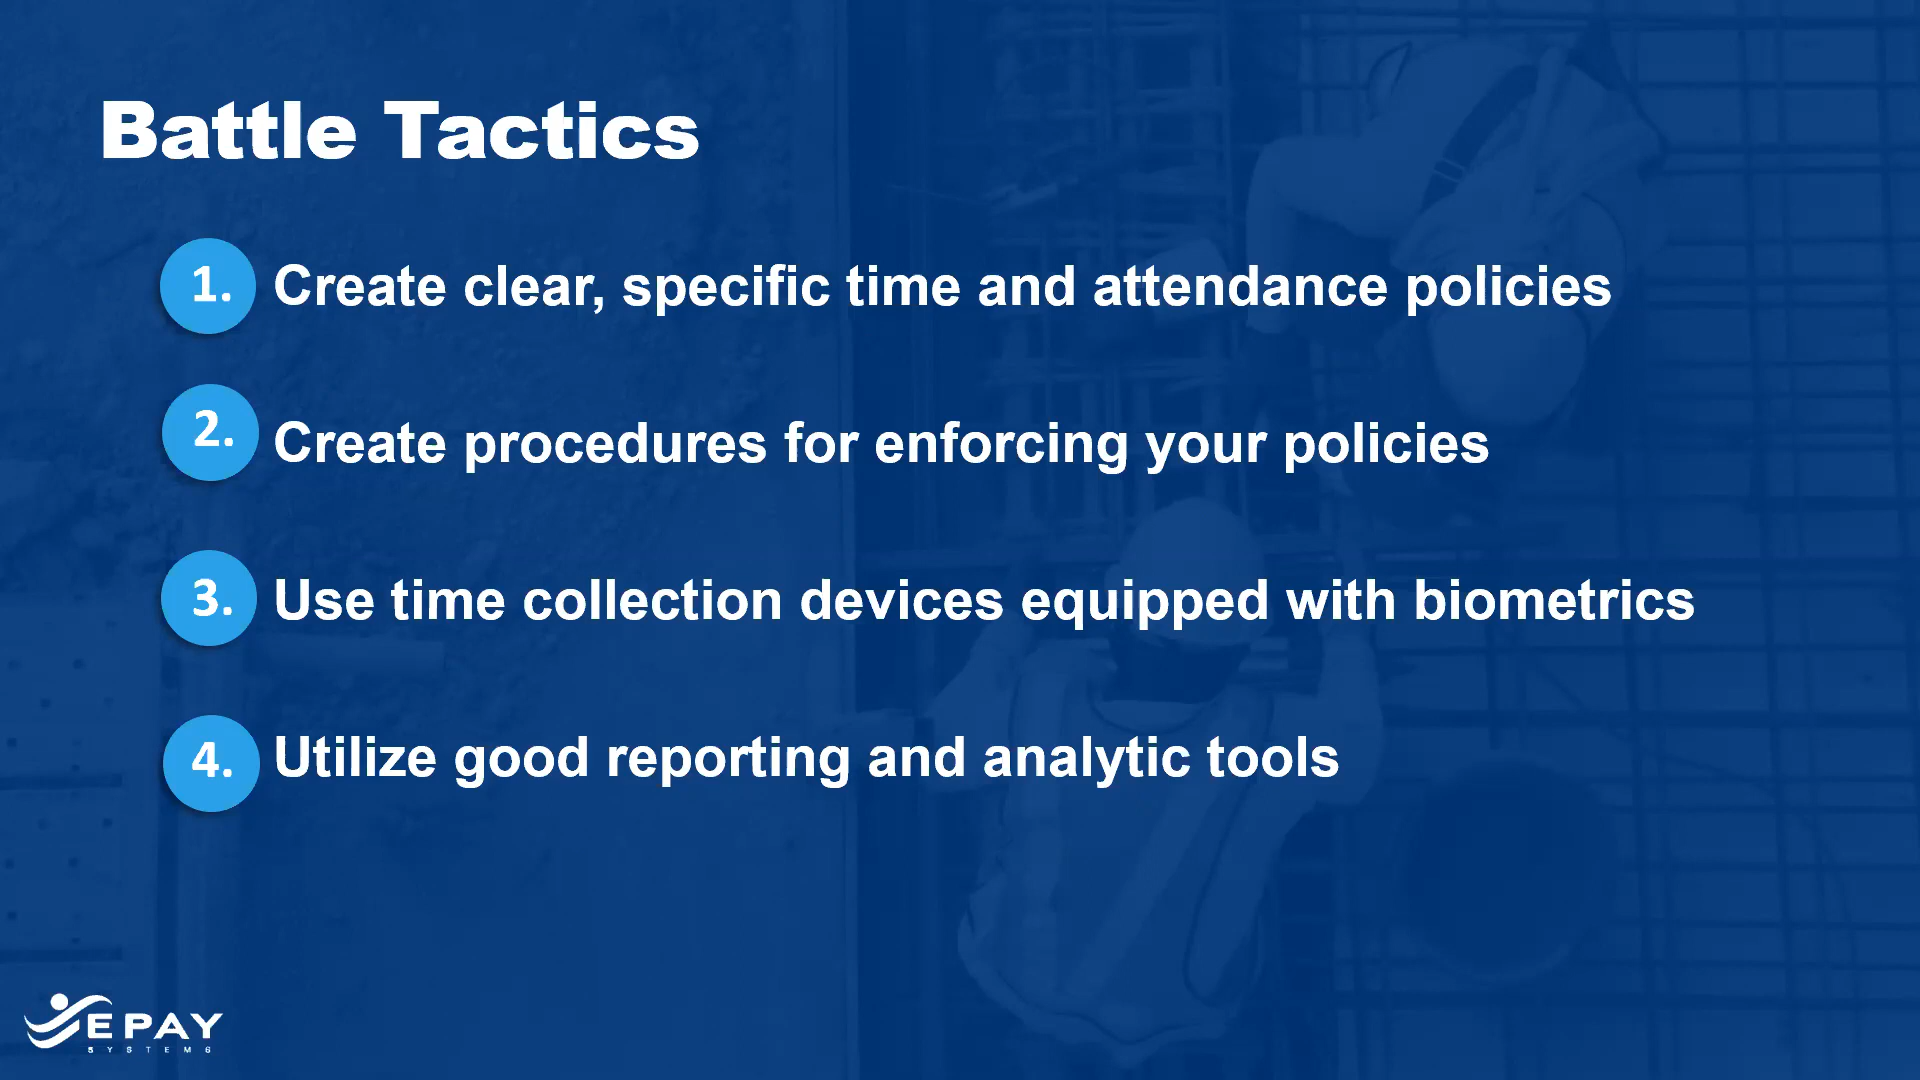 Battle Tactics
1. Create clear, specific time and attendance policies
2. Create procedures for enforcing your policies
3. Use time collection devices equipped with biometrics
4. Utilize good reporting and analytic tools
EPAY
SYSTEMS